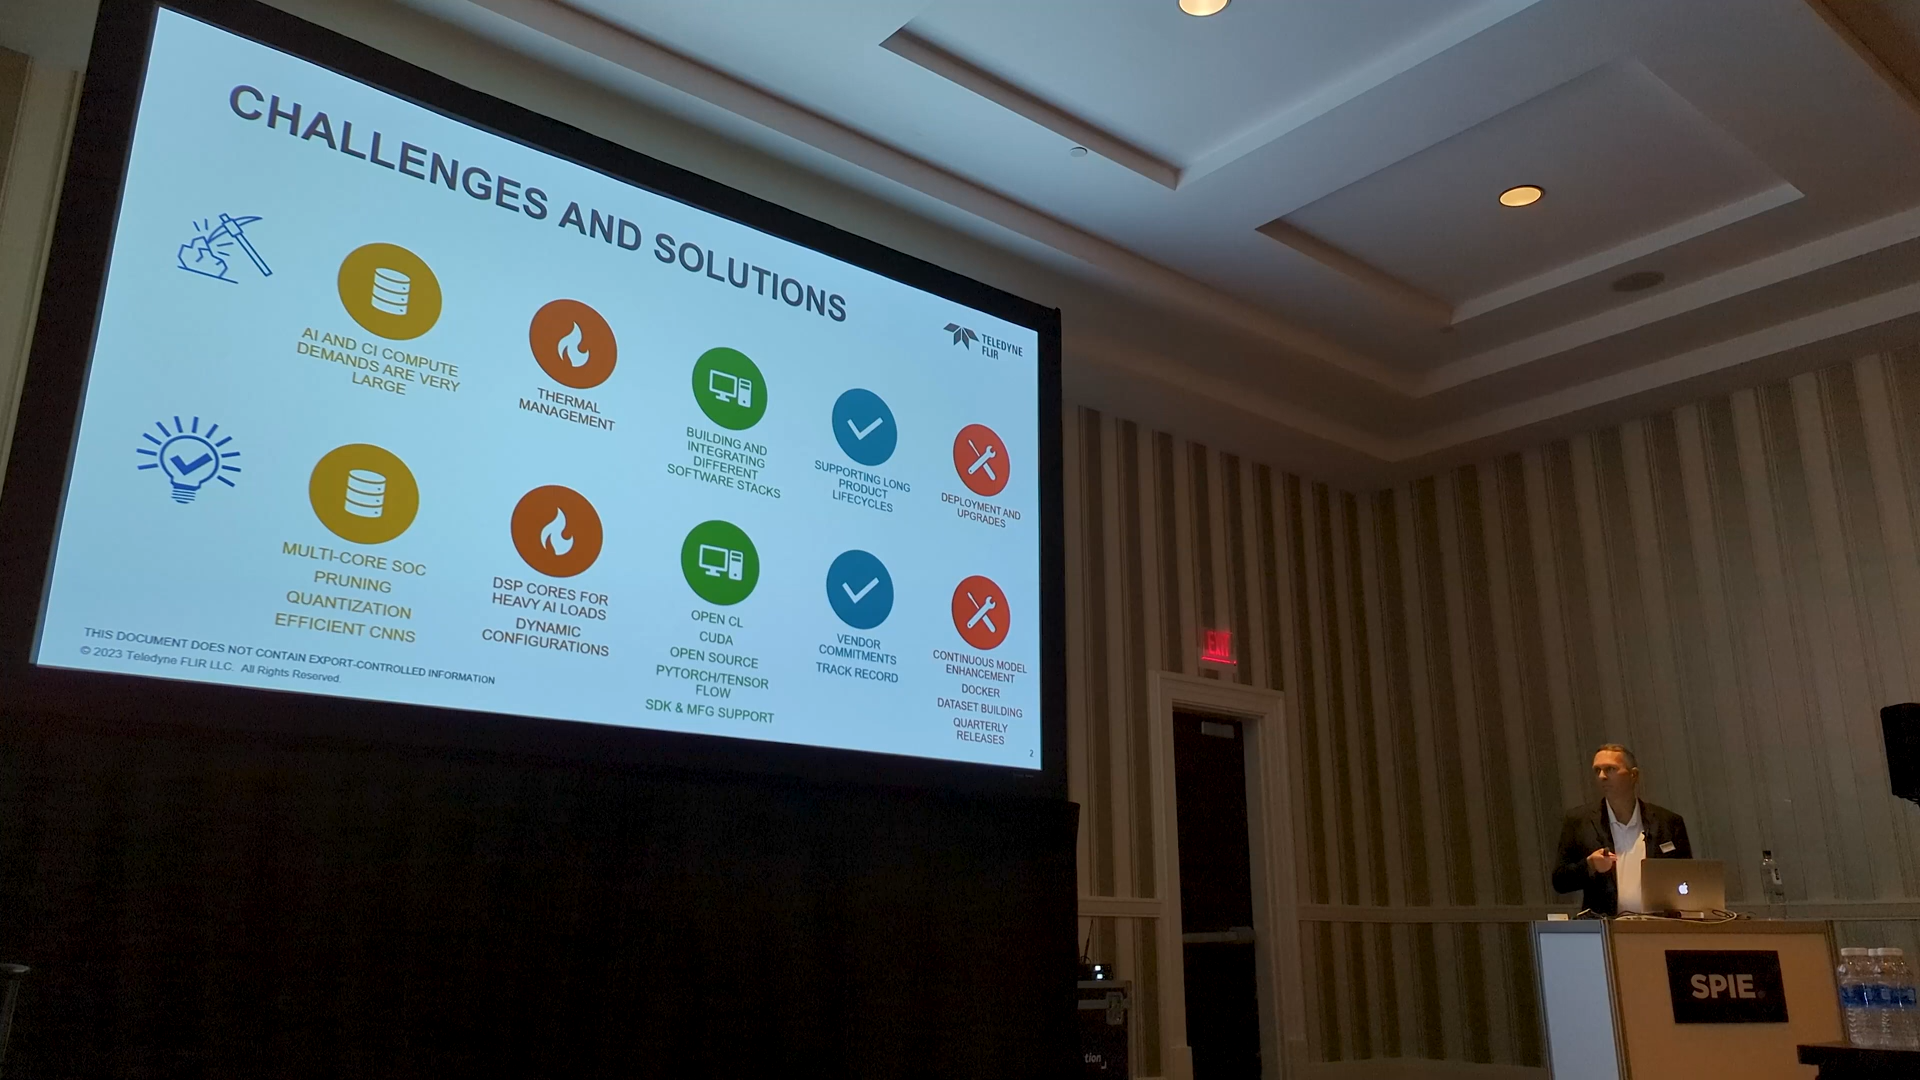 CHALLENGES AND SOLUTIONS
TELEDYNE
FLIR
AI AND CI COMPUTE
DEMANDS ARE VERY
LARGE
THERMAL
MANAGEMENT
BUILDING AND
INTEGRATING
DIFFERENT
SOFTWARE STACKS
SUPPORTING LONG
PRODUCT
LIFECYCLES
DEPLOYMENT AND
UPGRADES
MULTI-CORE SOC
PRUNING
QUANTIZATION
EFFICIENT CNNS
DSP CORES FOR
HEAVY AI LOADS
DYNAMIC
CONFIGURATIONS
OPEN CL
CUDA
OPEN SOURCE
PYTORCH/TENSOR
FLOW
SDK & MFG SUPPORT
VENDOR
COMMITMENTS
TRACK RECORD
CONTINUOUS MODEL
ENHANCEMENT
DOCKER
DATASET BUILDING
QUARTERLY
RELEASES
THIS DOCUMENT DOES NOT CONTAIN EXPORT-CONTROLLED INFORMATION
© 2023 Teledyne FLIR LLC. All Rights Reserved.
2
EXIT
SPIE.